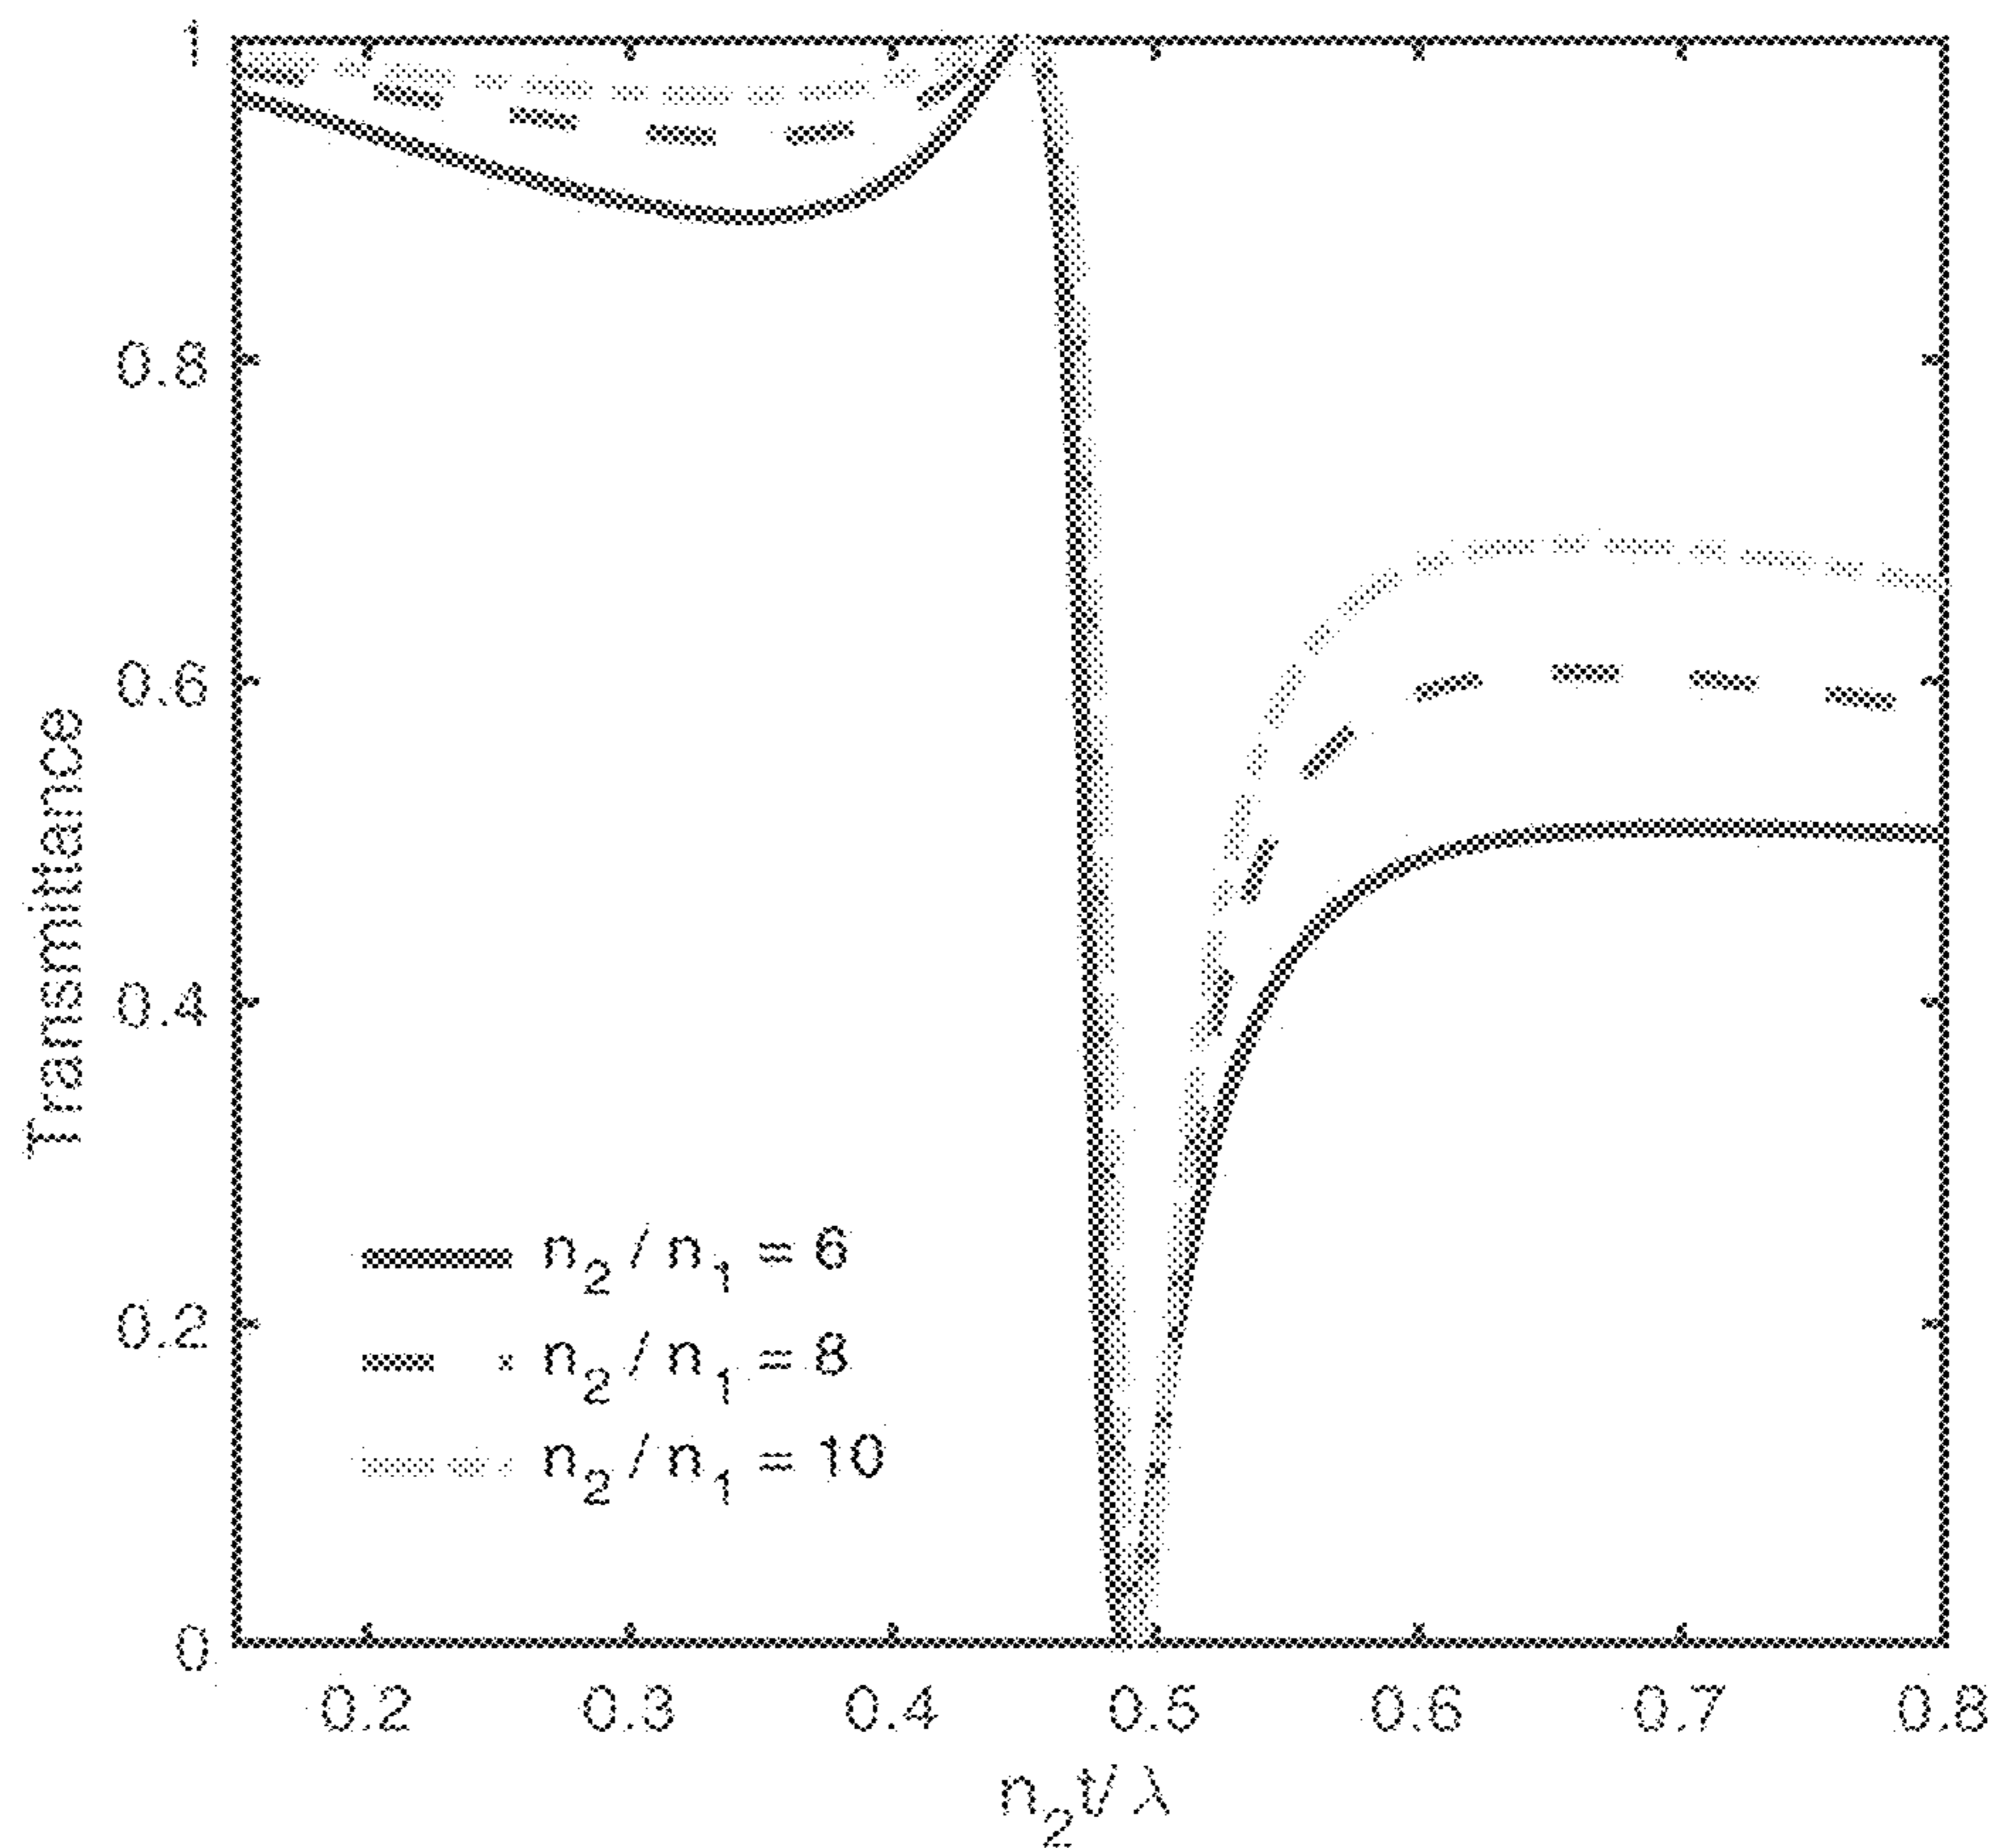 Transmittance
1
0.8
0.6
0.4
0.2
0
n₂/n₁ = 6
n₂/n₁ = 8
n₂/n₁ = 10
0.2 0.3 0.4 0.5 0.6 0.7 0.8
n₂t/λ